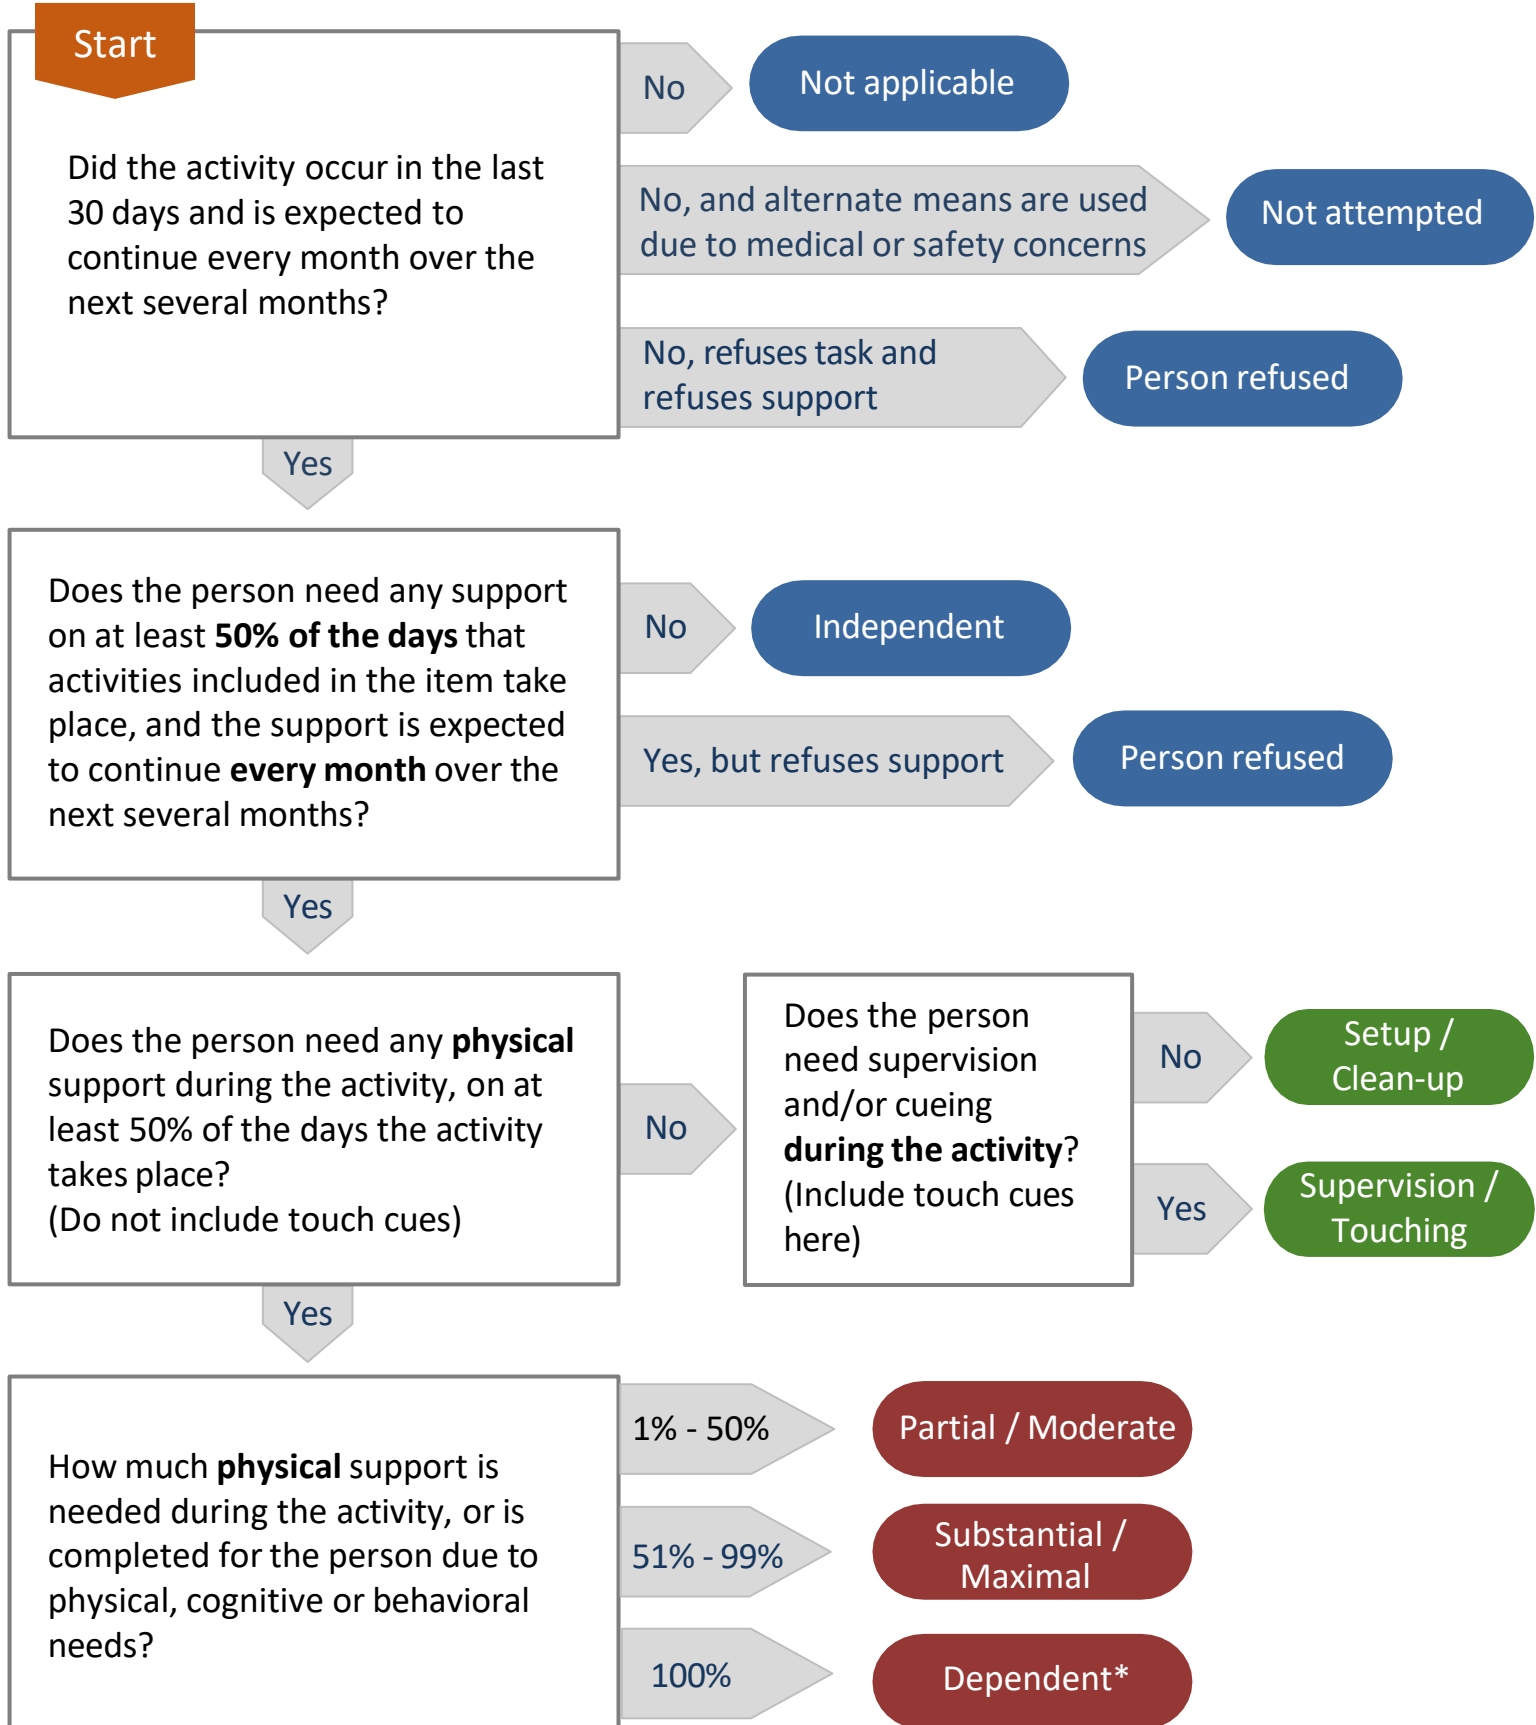 Start
Did the activity occur in the last
30 days and is expected to
continue every month over the
next several months?
No
Not applicable
No, and alternate means are used
due to medical or safety concerns
Not attempted
No, refuses task and
refuses support
Person refused
Yes
Does the person need any support
on at least 50% of the days that
activities included in the item take
place, and the support is expected
to continue every month over the
next several months?
No
Independent
Yes, but refuses support
Person refused
Yes
Does the person need any physical
support during the activity, on at
least 50% of the days the activity
takes place?
(Do not include touch cues)
No
Does the person
need supervision
and/or cueing
during the activity?
(Include touch cues
here)
No
Setup /
Clean-up
Yes
Supervision /
Touching
Yes
How much physical support is
needed during the activity, or is
completed for the person due to
physical, cognitive or behavioral
needs?
1% - 50%
Partial / Moderate
51% - 99%
Substantial /
Maximal
100%
Dependent*